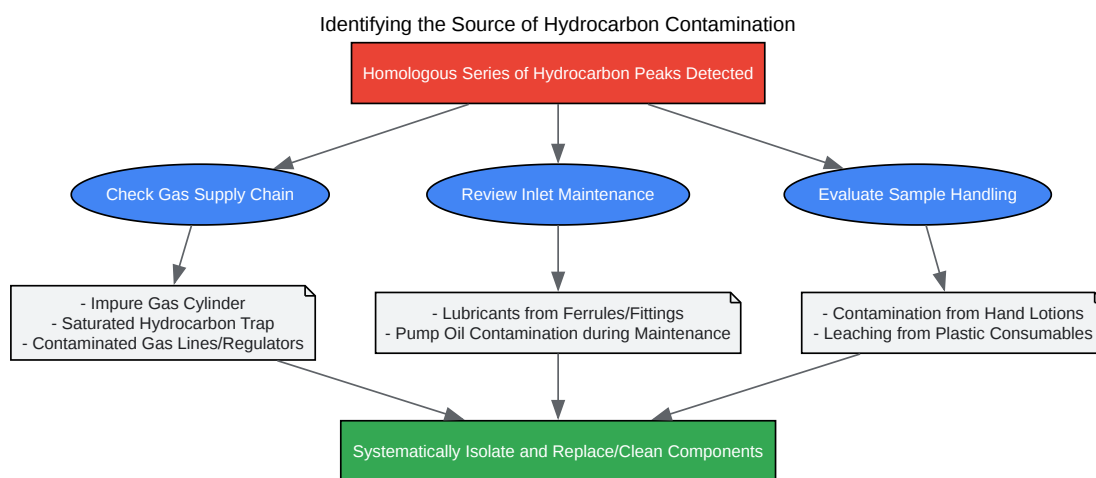 Identifying the Source of Hydrocarbon Contamination
Homologous Series of Hydrocarbon Peaks Detected
Check Gas Supply Chain
Review Inlet Maintenance
Evaluate Sample Handling
- Impure Gas Cylinder
- Saturated Hydrocarbon Trap
- Contaminated Gas Lines/Regulators
- Lubricants from Ferrules/Fittings
- Pump Oil Contamination during Maintenance
- Contamination from Hand Lotions
- Leaching from Plastic Consumables
Systematically Isolate and Replace/Clean Components